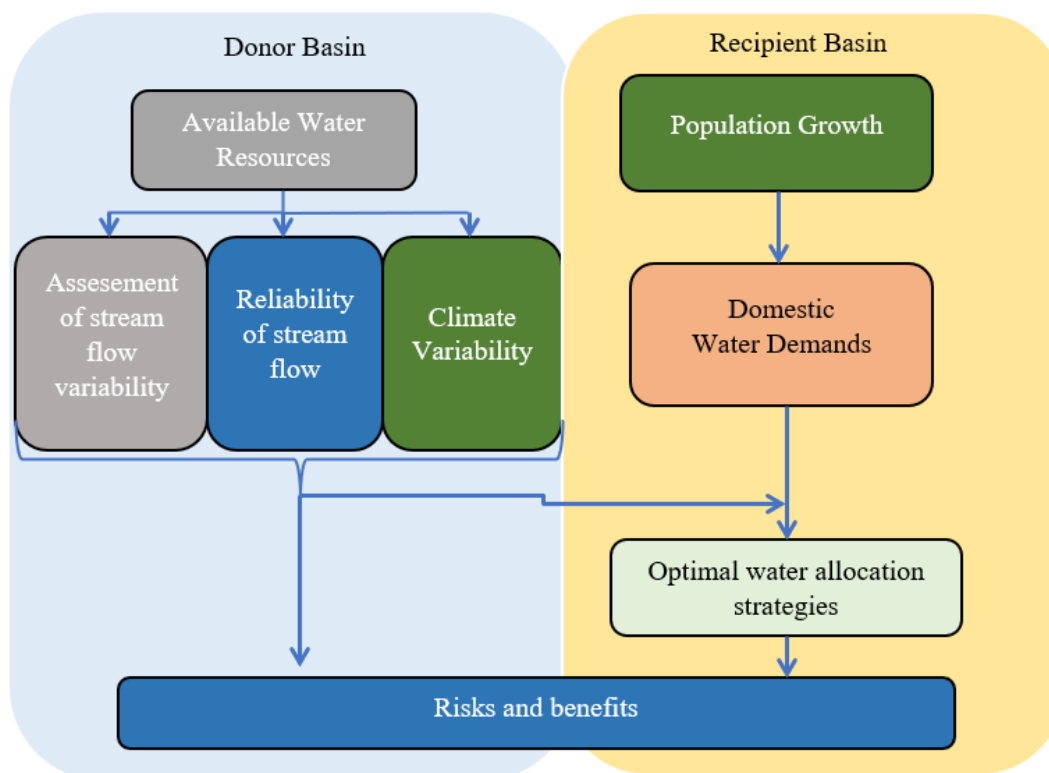 Donor Basin
Available Water
Resources
Assesement
of stream
flow
variability
Reliability
of stream
flow
Climate
Variability
Recipient Basin
Population Growth
Domestic
Water Demands
Optimal water allocation
strategies
Risks and benefits